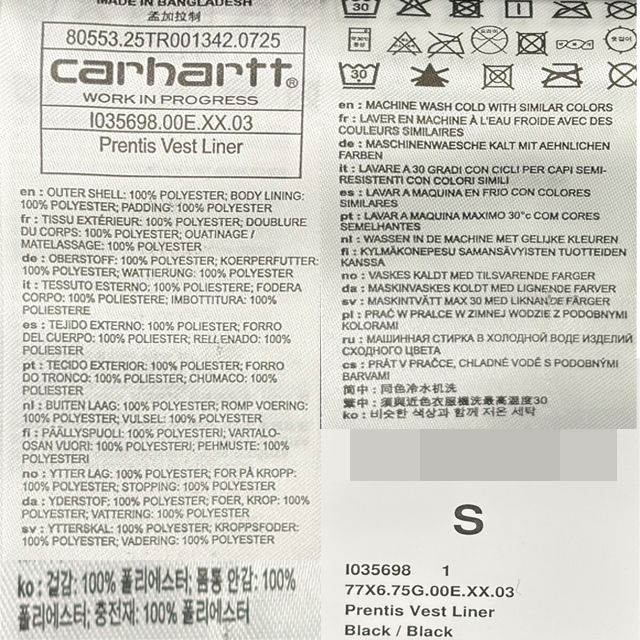 MADE IN BANGLADESH
孟加拉制
80553.25TR001342.0725
carhartt®
WORK IN PROGRESS
I035698.00E.XX.03
Prentis Vest Liner
en : OUTER SHELL: 100% POLYESTER; BODY LINING:
100% POLYESTER; PADDING: 100% POLYESTER
fr : TISSU EXTÉRIEUR: 100% POLYESTER; DOUBLURE
DU CORPS: 100% POLYESTER; OUATINAGE /
MATELASSAGE: 100% POLYESTER
de : OBERSTOFF: 100% POLYESTER; KOERPERFUTTER:
100% POLYESTER; WATTIERUNG: 100% POLYESTER
it : TESSUTO ESTERNO: 100% POLIESTERE; FODERA
CORPO: 100% POLIESTERE; IMBOTTITURA: 100%
POLIESTERE
es : TEJIDO EXTERNO: 100% POLYESTER; FORRO
DEL CUERPO: 100% POLYESTER; RELLENADO: 100%
POLYESTER
pt : TECIDO EXTERIOR: 100% POLYESTER; FORRO
DO TRONCO: 100% POLYESTER; CHUMACO: 100%
POLYESTER
nl : BUITEN LAAG: 100% POLYESTER; ROMP VOERING:
100% POLYESTER; VULSEL: 100% POLYESTER
fi : PÄÄLLYSPUOLI: 100% POLYESTERI; VARTALO-
OSAN VUORI: 100% POLYESTERI; PEHMUSTE: 100%
POLYESTERI
no : YTTER LAG: 100% POLYESTER; FOR PÅ KROPP:
100% POLYESTER; STOPPING: 100% POLYESTER
da : YDERSTOF: 100% POLYESTER; FOER, KROP: 100%
POLYESTER; VATTERING: 100% POLYESTER
sv : YTTERSKAL: 100% POLYESTER; KROPPSFODER:
100% POLYESTER; VADERING: 100% POLYESTER
ko : 겉감: 100% 폴리에스터; 몸통 안감: 100%
폴리에스터; 충전재: 100% 폴리에스터
30
30
en : MACHINE WASH COLD WITH SIMILAR COLORS
fr : LAVER EN MACHINE À L'EAU FROIDE AVEC DES
COULEURS SIMILAIRES
de : MASCHINENWAESCHE KALT MIT AEHNLICHEN
FARBEN
it : LAVARE A 30 GRADI CON CICLI PER CAPI SEMI-
RESISTENTI CON COLORI SIMILI
es : LAVAR A MAQUINA EN FRIO CON COLORES
SIMILARES
pt : LAVAR A MAQUINA MAXIMO 30°c COM CORES
SEMELHANTES
nl : WASSEN IN DE MACHINE MET GELIJKE KLEUREN
fi : KYLMÄKONEPESU SAMANSÄVYISTEN TUOTTEIDEN
KANSSA
no : VASKES KALDT MED TILSVARENDE FARGER
da : MASKINVASKES KOLDT MED LIGNENDE FARVER
sv : MASKINTVÄTT MAX 30 MED LIKNANDE FÄRGER
pl : PRAĆ W PRALCE W ZIMNEJ WODZIE Z PODOBNYMI
KOLORAMI
ru : МАШИННАЯ СТИРКА В ХОЛОДНОЙ ВОДЕ ИЗДЕЛИЙ
СХОДНОГО ЦВЕТА
cs : PRÁT V PRAČCE, CHLADNÉ VODĚ S PODOBNÝMI
BARVAMI
简中 : 同色冷水机洗
繁中 : 須與近色衣服機洗最高溫度30
ko : 비슷한 색상과 함께 저온 세탁
S
I035698 1
77X6.75G.00E.XX.03
Prentis Vest Liner
Black / Black